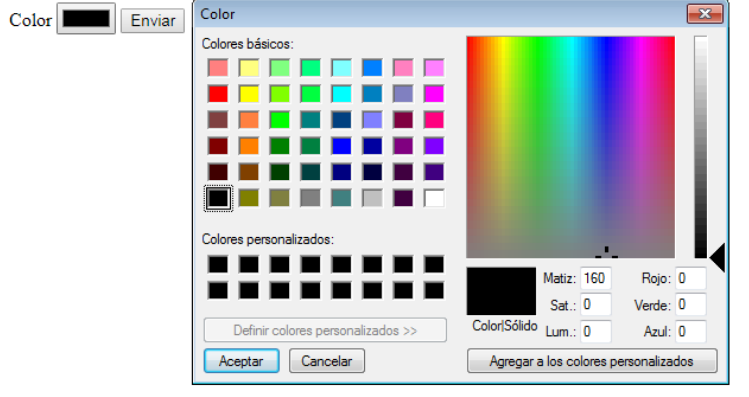 Color Enviar
Color
Colores básicos:
Colores personalizados:
Definir colores personalizados >>
Aceptar Cancelar
Matiz: 160 Rojo: 0
Sat.: 0 Verde: 0
Color|Sólido Lum.: 0 Azul: 0
Agregar a los colores personalizados